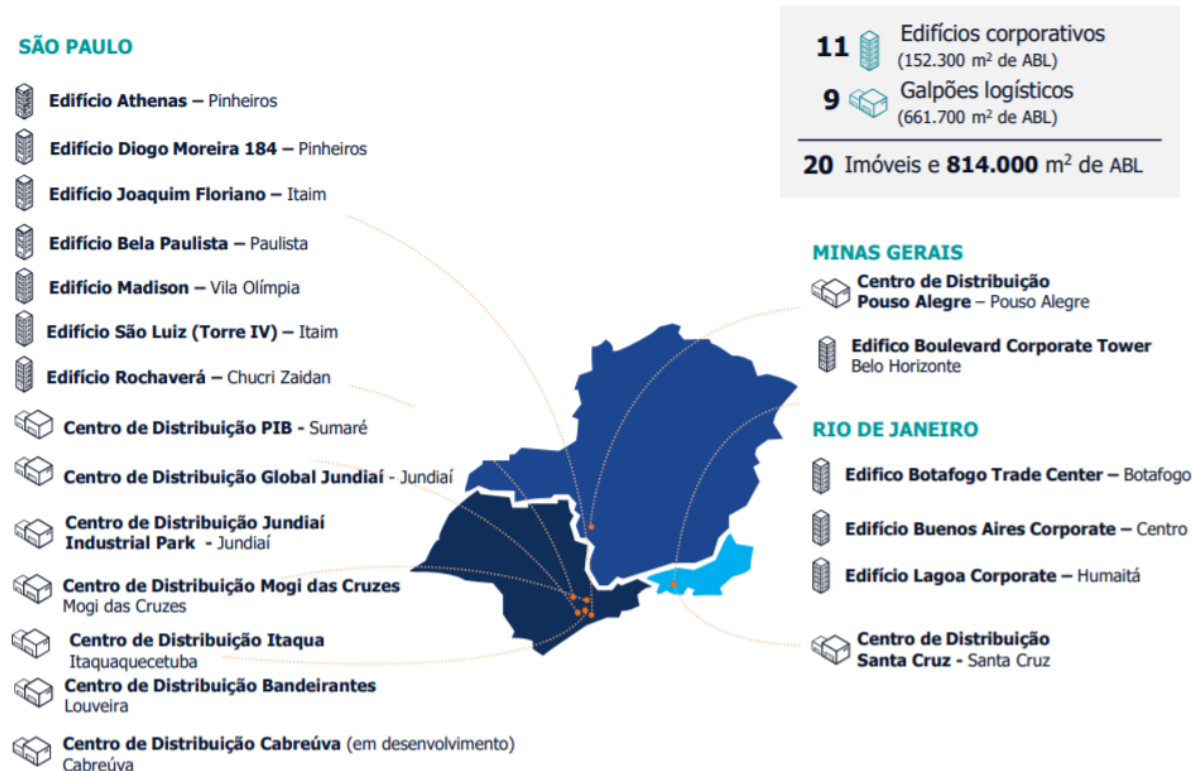 SÃO PAULO
Edifício Athenas – Pinheiros
Edifício Diogo Moreira 184 – Pinheiros
Edifício Joaquim Floriano – Itaim
Edifício Bela Paulista – Paulista
Edifício Madison – Vila Olímpia
Edifício São Luiz (Torre IV) – Itaim
Edifício Rochaverá – Chucri Zaidan
Centro de Distribuição PIB - Sumaré
Centro de Distribuição Global Jundiaí - Jundiaí
Centro de Distribuição Jundiaí
Industrial Park - Jundiaí
Centro de Distribuição Mogi das Cruzes
Mogi das Cruzes
Centro de Distribuição Itaqua
Itaquaquecetuba
Centro de Distribuição Bandeirantes
Louveira
Centro de Distribuição Cabreúva (em desenvolvimento)
Cabreúva
11 Edifícios corporativos
(152.300 m² de ABL)
9 Galpões logísticos
(661.700 m² de ABL)
20 Imóveis e 814.000 m² de ABL
MINAS GERAIS
Centro de Distribuição
Pouso Alegre – Pouso Alegre
Edifico Boulevard Corporate Tower
Belo Horizonte
RIO DE JANEIRO
Edifico Botafogo Trade Center – Botafogo
Edifício Buenos Aires Corporate – Centro
Edifício Lagoa Corporate – Humaitá
Centro de Distribuição
Santa Cruz - Santa Cruz